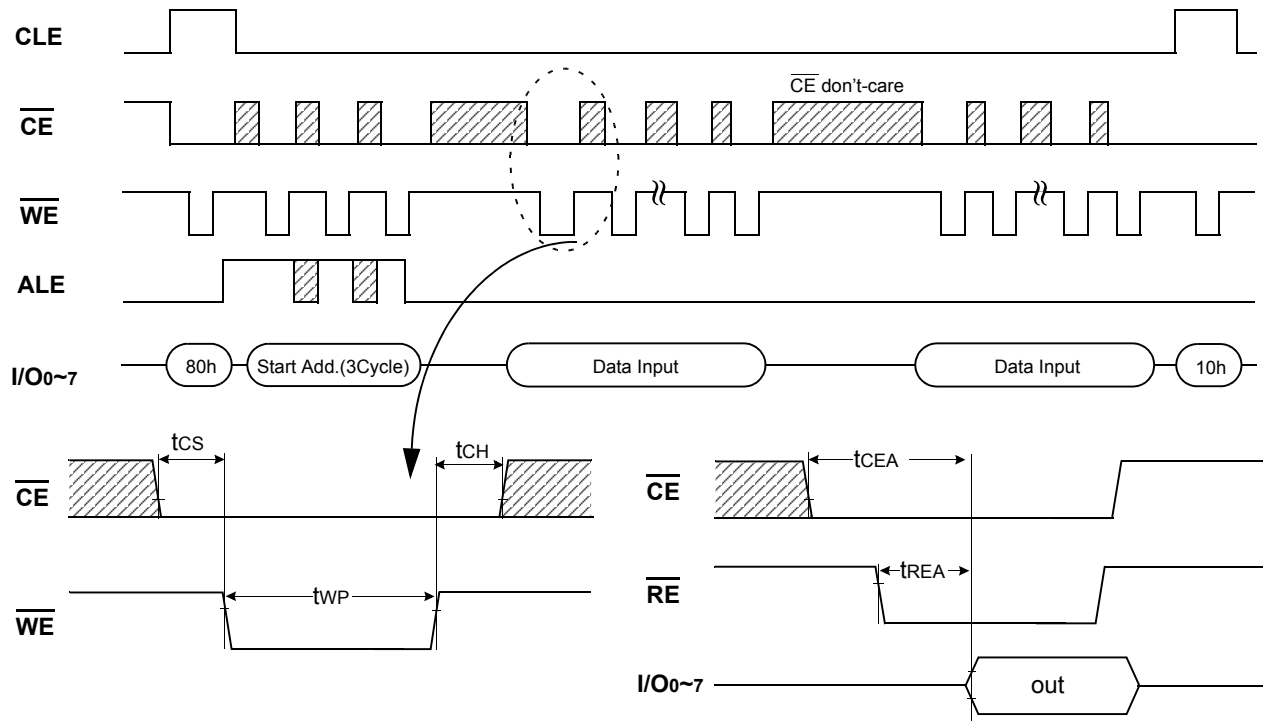 CLE
CE don't-care
CE
WE
ALE
I/O0~7
80h
Start Add.(3Cycle)
Data Input
Data Input
10h
tCS
tCH
CE
tWP
WE
tCEA
CE
tREA
RE
I/O0~7
out